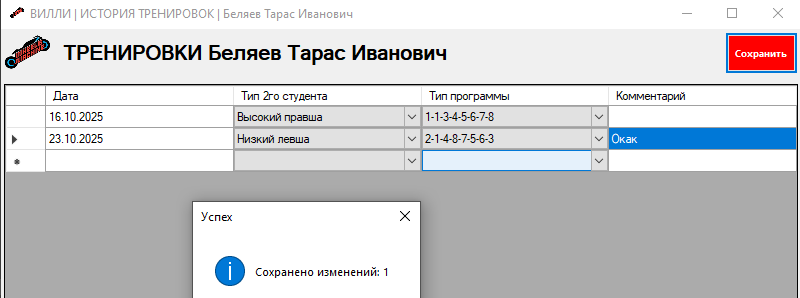 ВИЛЛИ | ИСТОРИЯ ТРЕНИРОВОК | Беляев Тарас Иванович
ТРЕНИРОВКИ Беляев Тарас Иванович
Сохранить
Дата Тип 2го студента Тип программы Комментарий
16.10.2025 Высокий правша 1-1-3-4-5-6-7-8
23.10.2025 Низкий левша 2-1-4-8-7-5-6-3 Окак
Успех
Сохранено изменений: 1